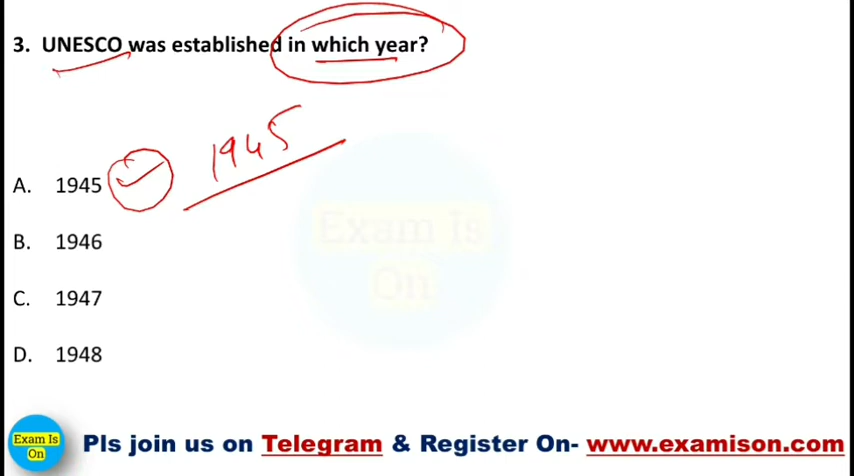 3. UNESCO was established in which year?
1945
A. 1945
B. 1946
C. 1947
D. 1948
Exam Is
On
Exam Is
On
Pls join us on Telegram & Register On- www.examison.com